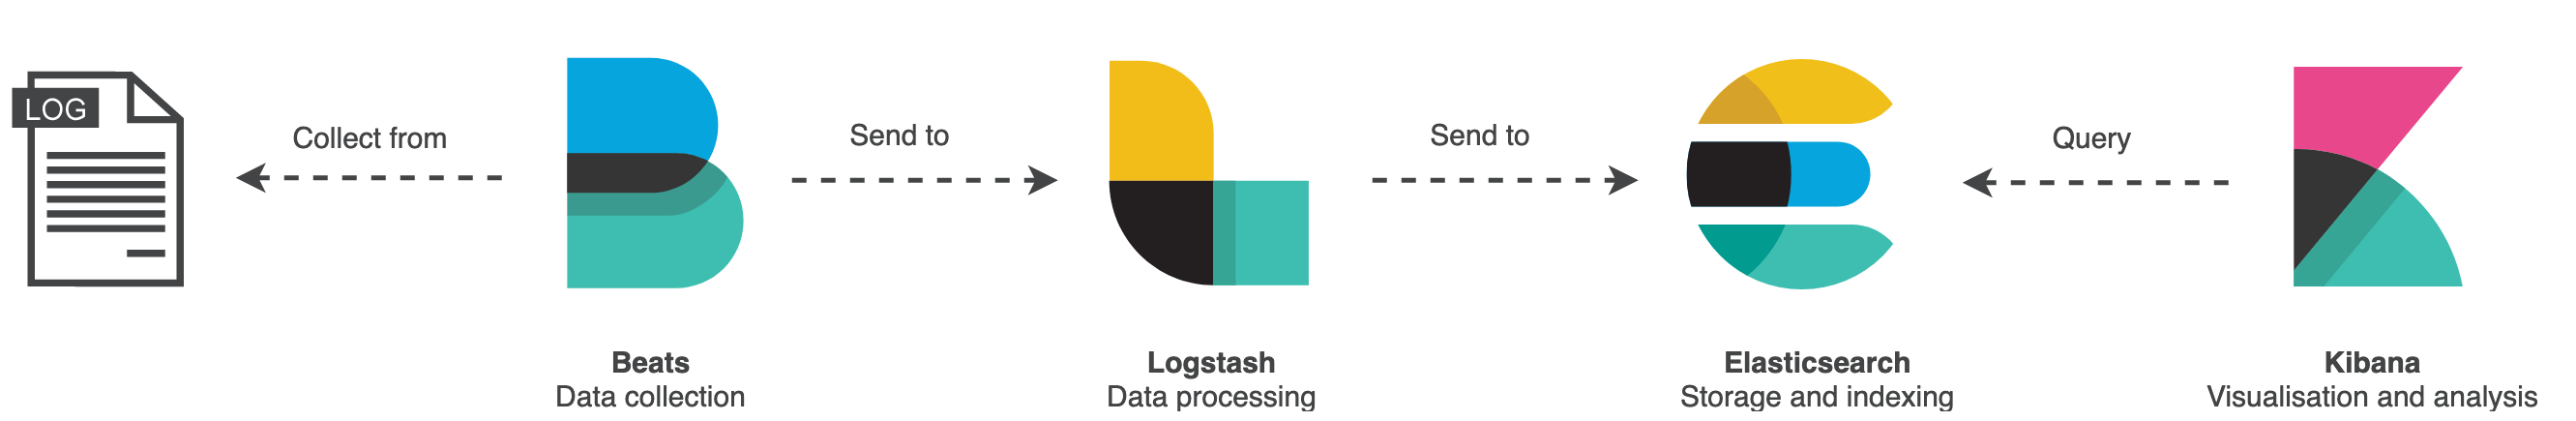 LOG
Collect from
Send to
Send to
Query
Beats
Data collection
Logstash
Data processing
Elasticsearch
Storage and indexing
Kibana
Visualisation and analysis